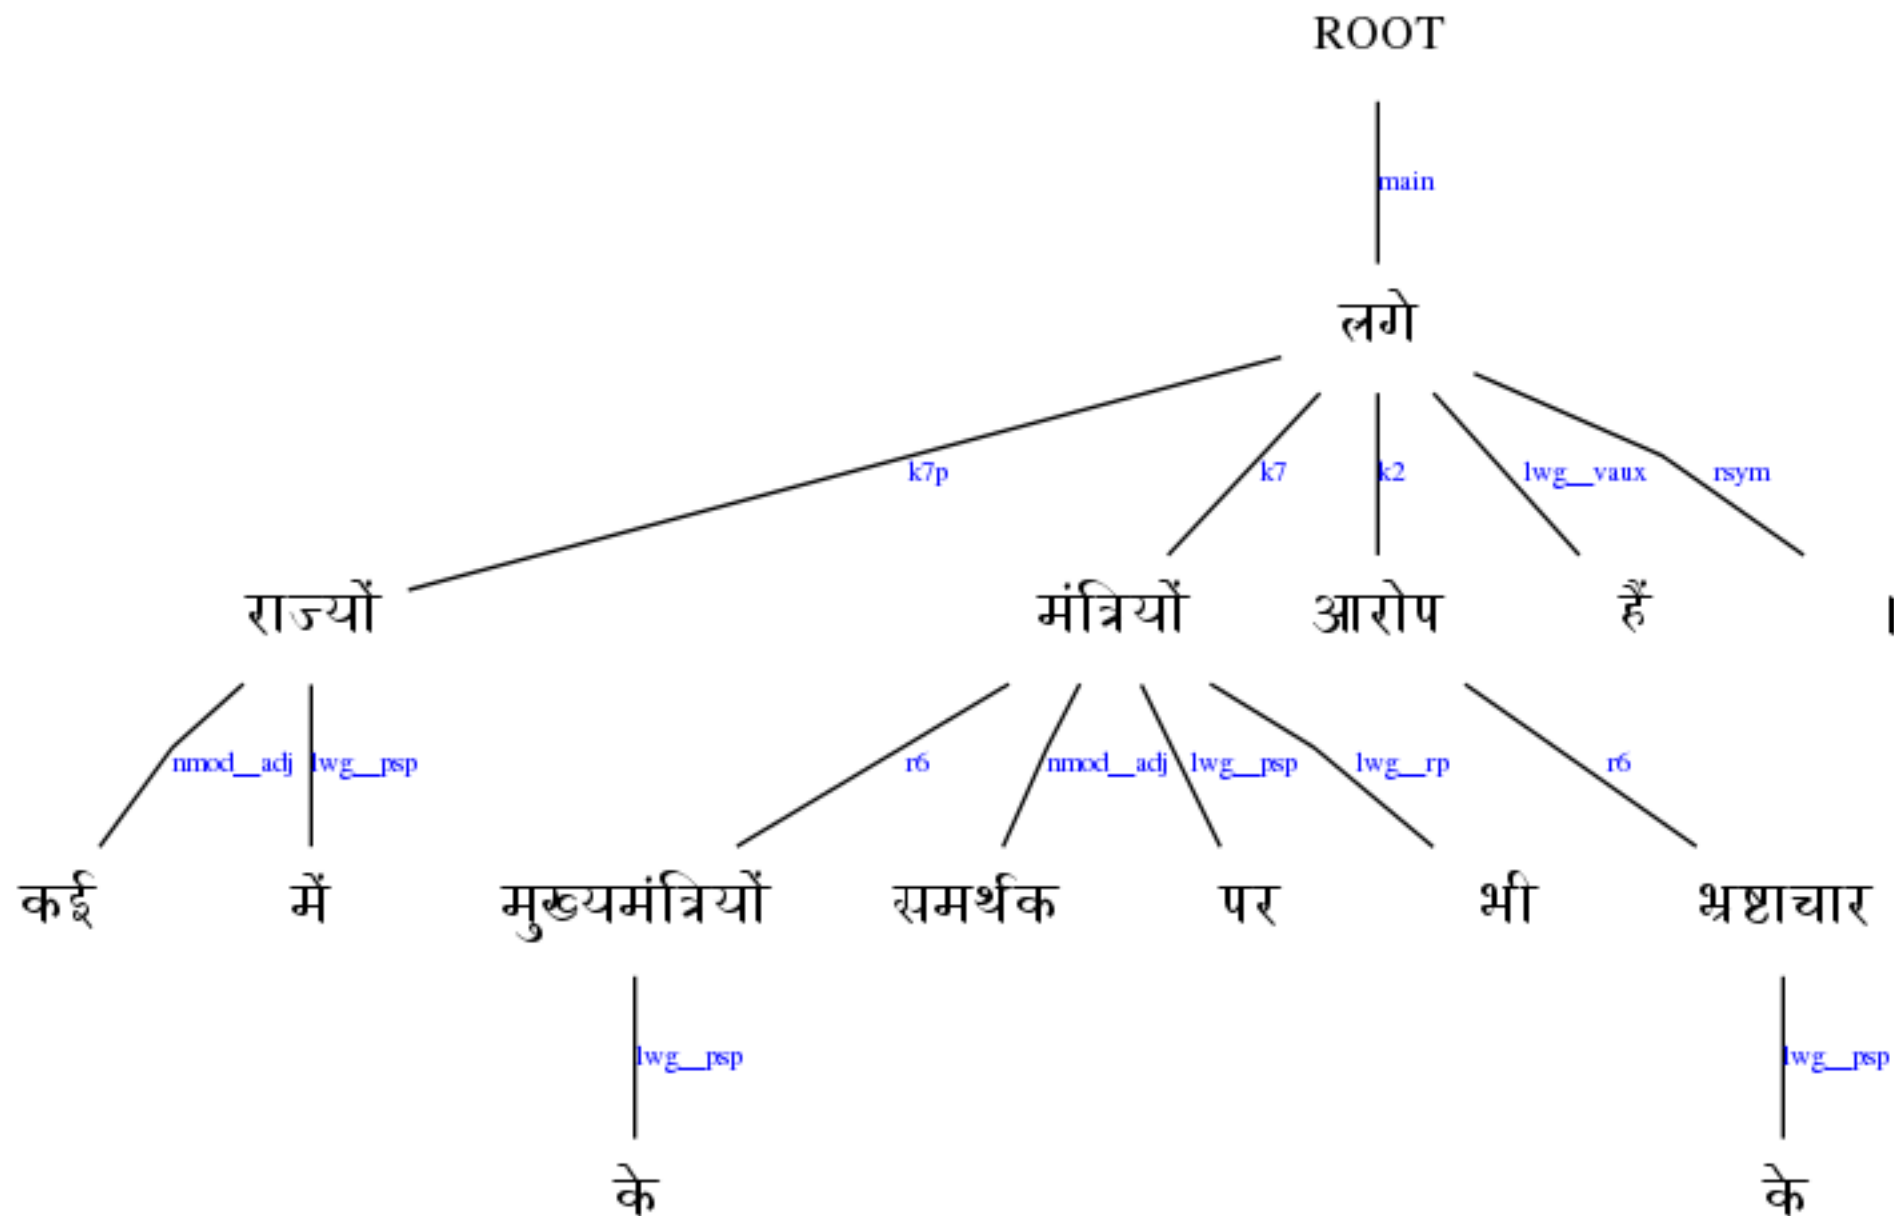 ROOT
main
लगे
k7p k7 k2 lwg__vaux rsym
राज्यों मंत्रियों आरोप हैं ।
nmod__adj lwg__psp r6 nmod__adj lwg__psp lwg__rp r6
कई में मुख्यमंत्रियों समर्थक पर भी भ्रष्टाचार
lwg__psp lwg__psp
के के